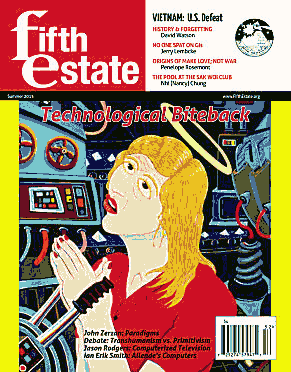 fifth
estate
VIETNAM: U.S. Defeat
HISTORY & FORGETTING
David Watson
NO ONE SPAT ON GIs
Jerry Lembcke
ORIGINS OF MAKE LOVE; NOT WAR
Penelope Rosemont
THE POOL AT THE SAK WOI CLUB
Nhi (Nancy) Chung
Summer 2015
www.FifthEstate.org
Technological Biteback
John Zerzan: Paradigms
Debate: Transhumanism vs. Primitivism
Jason Rodgers: Computerized Television
Ian Erik Smith: Allende's Computers